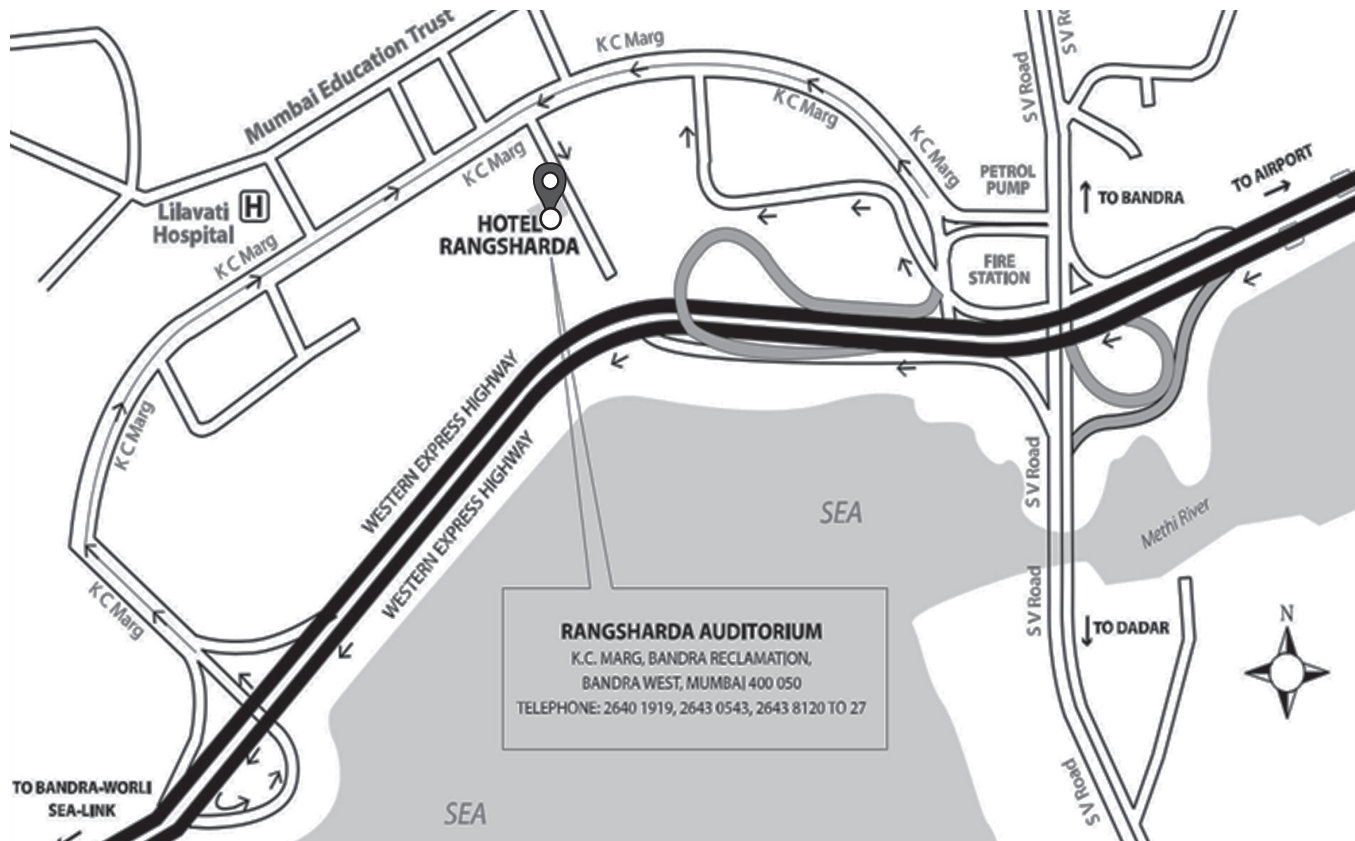 Mumbai Education Trust
K C Marg
S V Road
S V Ro
K C Marg
K C Marg
K C Marg
PETROL
PUMP
TO AIRPORT
TO BANDRA
Lilavati
Hospital
H
HOTEL
RANGSHARDA
K C Marg
FIRE
STATION
WESTERN EXPRESS HIGHWAY
WESTERN EXPRESS HIGHWAY
K C Marg
S V Road
SEA
Methi River
K C Marg
S V Road
TO DADAR
N
RANGSHARDA AUDITORIUM
K.C. MARG, BANDRA RECLAMATION,
BANDRA WEST, MUMBAI 400 050
TELEPHONE: 2640 1919, 2643 0543, 2643 8120 TO 27
TO BANDRA-WORLI
SEA-LINK
SEA
S V Road